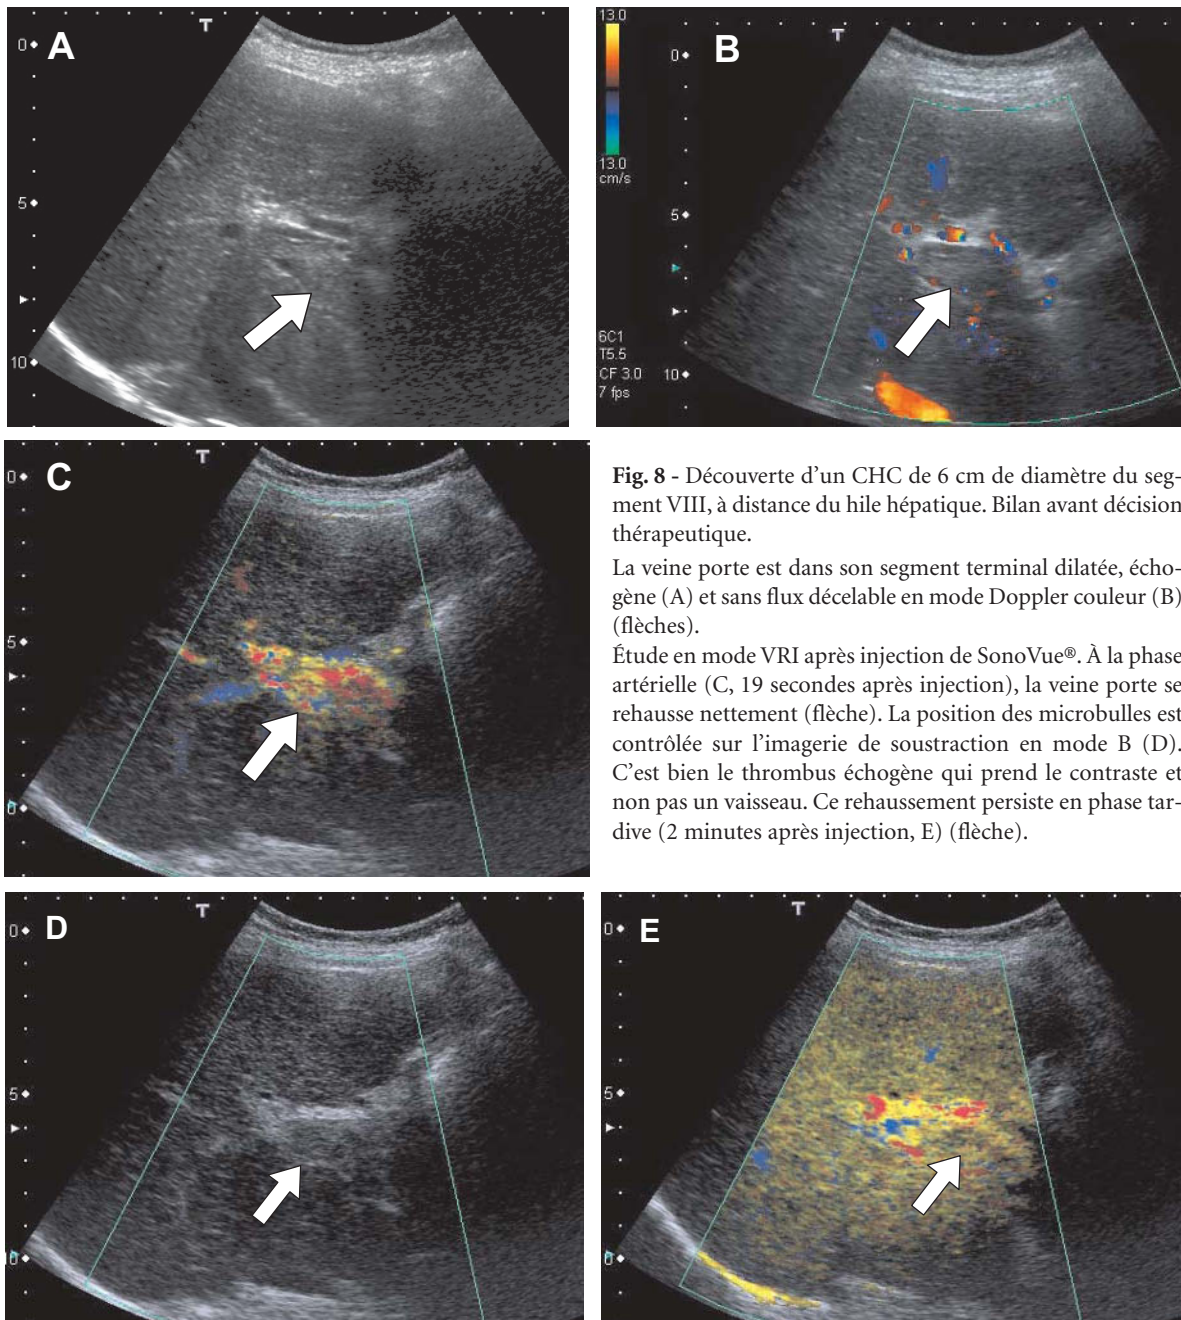 A
T
0
5
10
B
T
13.0
13.0
cm/s
0
5
6C1
T5.5
CF 3.0
7 fps
10
C
T
0
5
0
Fig. 8 - Découverte d'un CHC de 6 cm de diamètre du seg-
ment VIII, à distance du hile hépatique. Bilan avant décision
thérapeutique.
La veine porte est dans son segment terminal dilatée, écho-
gène (A) et sans flux décelable en mode Doppler couleur (B)
(flèches).
Étude en mode VRI après injection de SonoVue®. À la phase
artérielle (C, 19 secondes après injection), la veine porte se
rehausse nettement (flèche). La position des microbulles est
contrôlée sur l'imagerie de soustraction en mode B (D).
C'est bien le thrombus échogène qui prend le contraste et
non pas un vaisseau. Ce rehaussement persiste en phase tar-
dive (2 minutes après injection, E) (flèche).
D
T
0
5
10
E
T
0
5
0